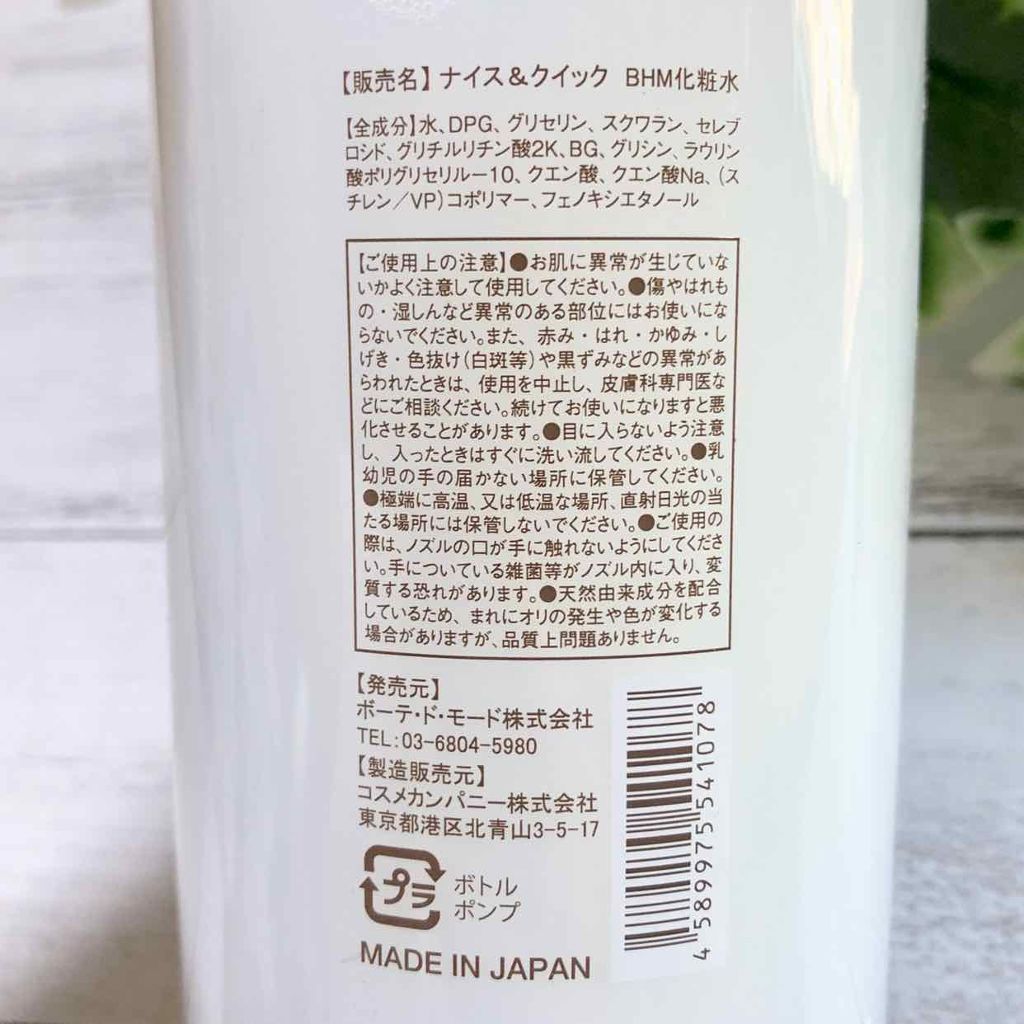 【販売名】ナイス＆クイック BHM化粧水
【全成分】水、DPG、グリセリン、スクワラン、セレブ
ロシド、グリチルリチン酸2K、BG、グリシン、ラウリン
酸ポリグリセリルー10、クエン酸、クエン酸Na、(ス
チレン／VP)コポリマー、フェノキシエタノール
【ご使用上の注意】●お肌に異常が生じていな
いかよく注意して使用してください。●傷やはれも
の・湿しんなど異常のある部位にはお使いにな
らないでください。また、赤み・はれ・かゆみ・し
げき・色抜け(白斑等)や黒ずみなどの異常があ
らわれたときは、使用を中止し、皮膚科専門医な
どにご相談ください。続けてお使いになりますと悪
化させることがあります。●目に入らないよう注意
し、入ったときはすぐに洗い流してください。●乳
幼児の手の届かない場所に保管してください。
●極端に高温、又は低温な場所、直射日光の当
たる場所には保管しないでください。●ご使用の
際は、ノズルの口が手に触れないようにしてくださ
い。手についている雑菌等がノズル内に入り、変
質する恐れがあります。●天然由来成分を配合
しているため、まれにオリの発生や色が変化する
場合がありますが、品質上問題ありません。
【発売元】
ボーテ・ド・モード株式会社
TEL:03-6804-5980
【製造販売元】
コスメカンパニー株式会社
東京都港区北青山3-5-17
プラ
ボトル
ポンプ
MADE IN JAPAN
4 589975 541078